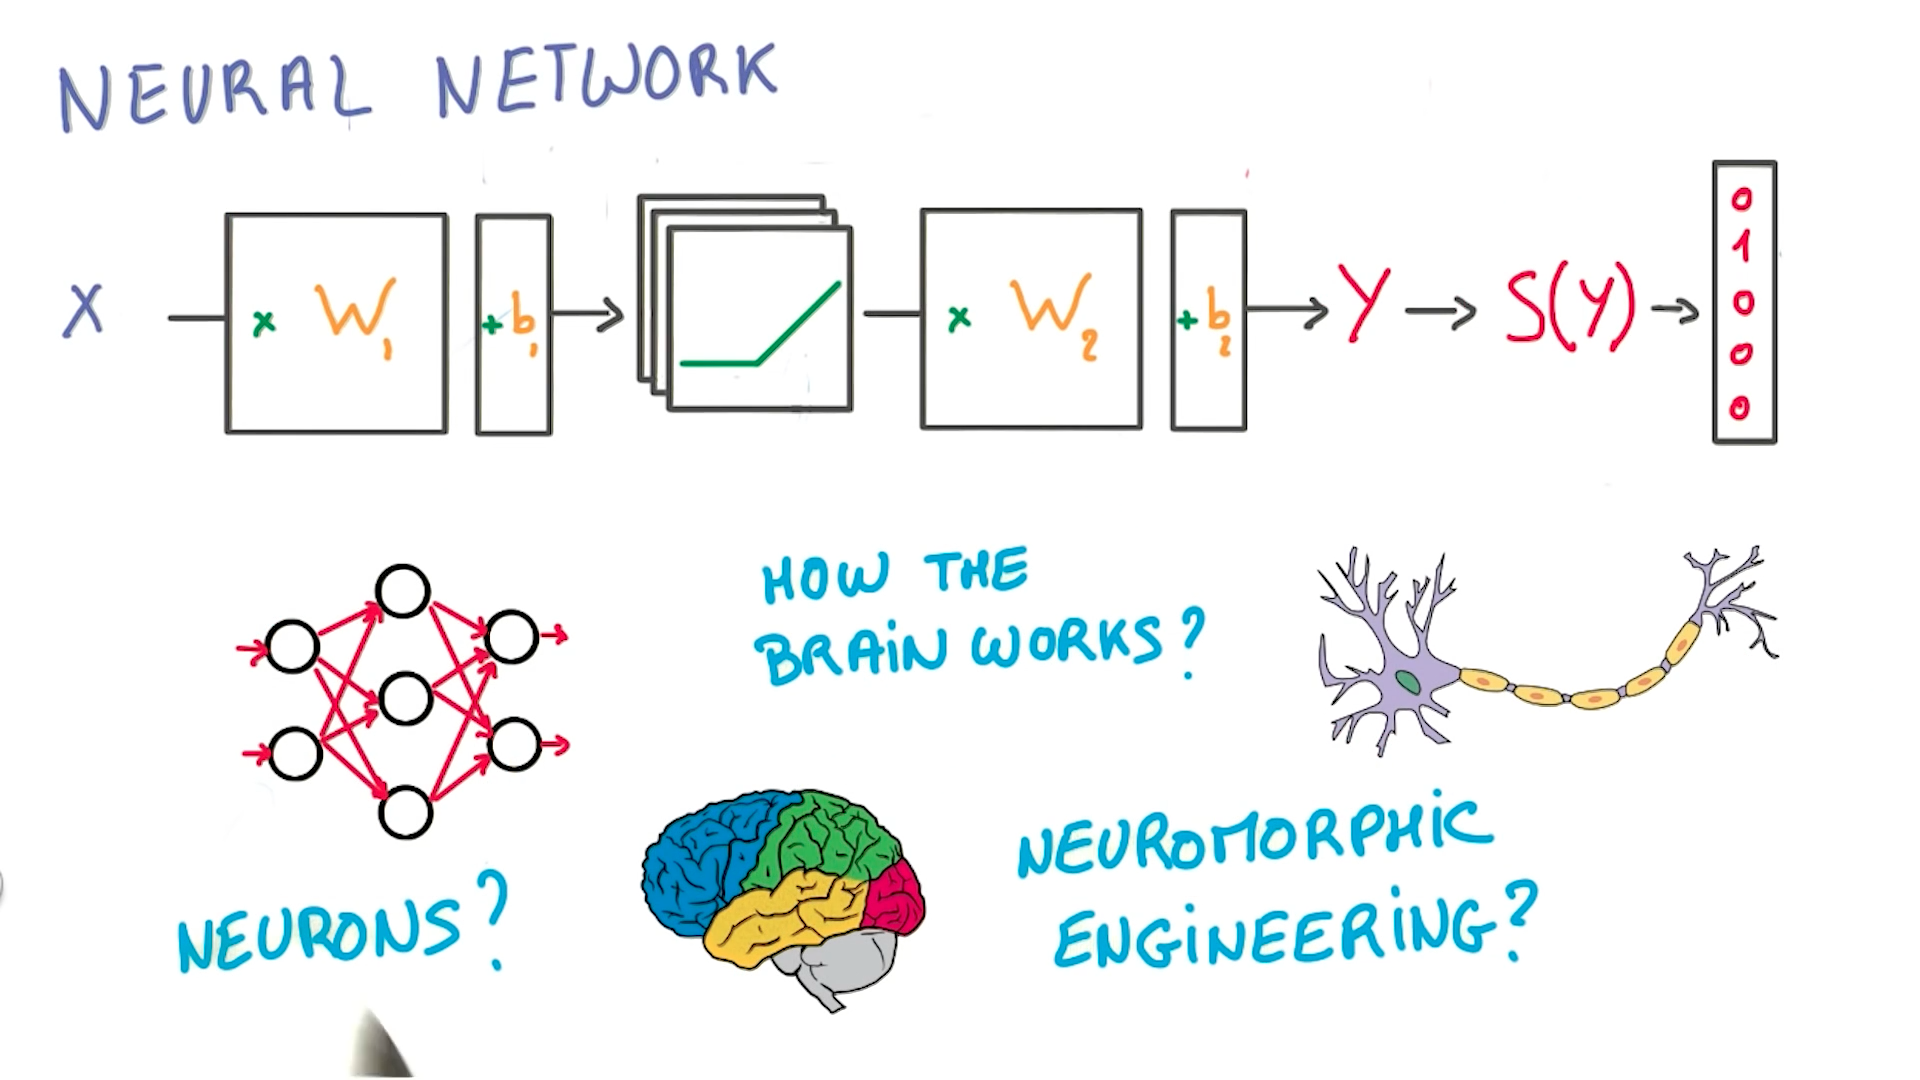 NEURAL NETWORK
X × W1 + b1 × W2 + b2 Y S(Y) 0
1
0
0
0
HOW THE
BRAIN WORKS?
NEURONS?
NEUROMORPHIC
ENGINEERING?